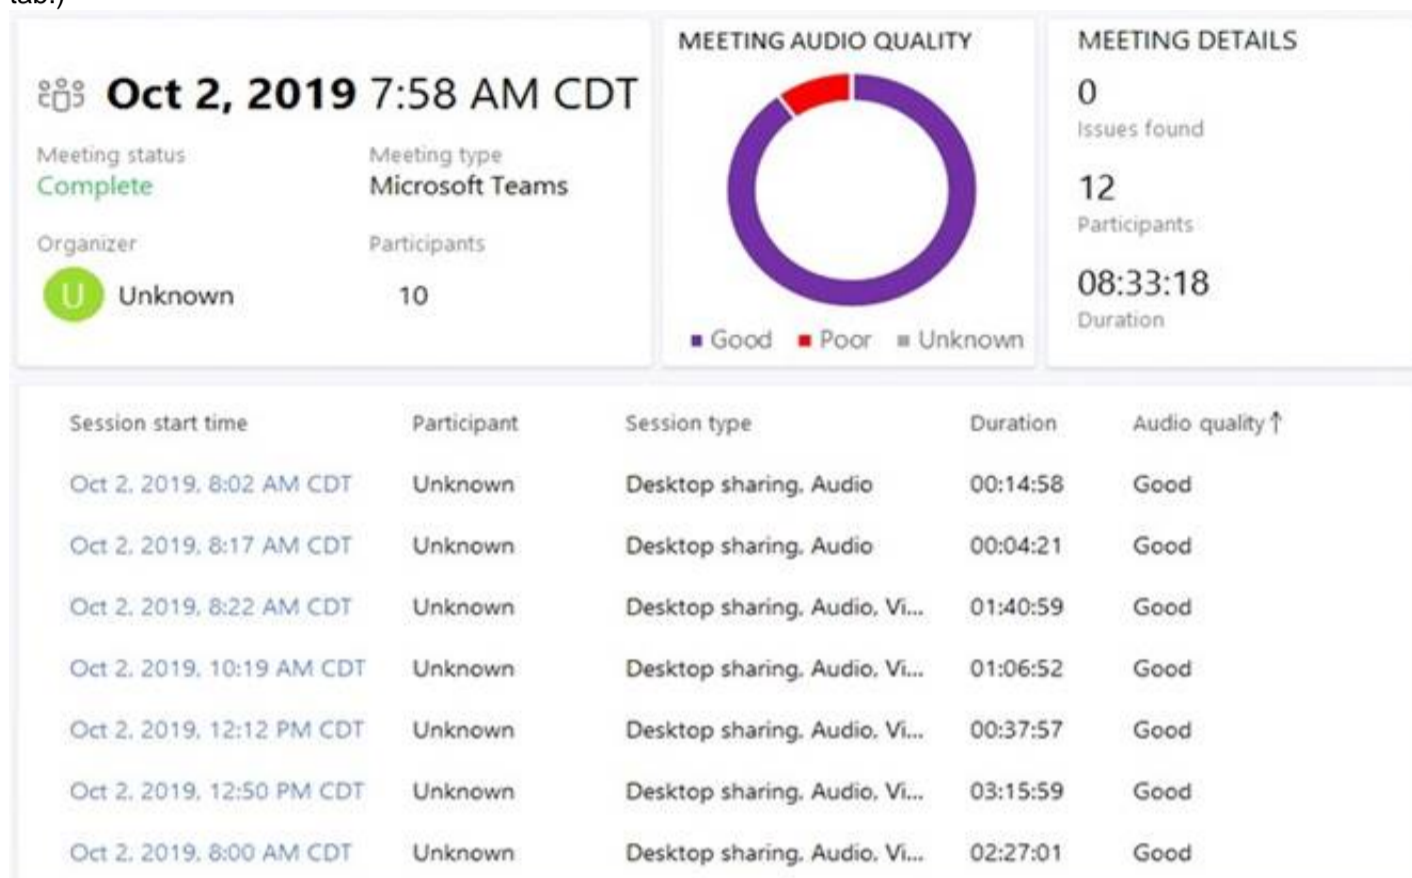 tab.)
Oct 2, 2019 7:58 AM CDT
Meeting status Meeting type
Complete Microsoft Teams
Organizer Participants
U Unknown 10
MEETING AUDIO QUALITY
Good Poor Unknown
MEETING DETAILS
0
Issues found
12
Participants
08:33:18
Duration
Session start time Participant Session type Duration Audio quality↑
Oct 2, 2019, 8:02 AM CDT Unknown Desktop sharing, Audio 00:14:58 Good
Oct 2, 2019, 8:17 AM CDT Unknown Desktop sharing, Audio 00:04:21 Good
Oct 2, 2019, 8:22 AM CDT Unknown Desktop sharing, Audio, Vi... 01:40:59 Good
Oct 2, 2019, 10:19 AM CDT Unknown Desktop sharing, Audio, Vi... 01:06:52 Good
Oct 2, 2019, 12:12 PM CDT Unknown Desktop sharing, Audio, Vi... 00:37:57 Good
Oct 2, 2019, 12:50 PM CDT Unknown Desktop sharing, Audio, Vi... 03:15:59 Good
Oct 2, 2019, 8:00 AM CDT Unknown Desktop sharing, Audio, Vi... 02:27:01 Good